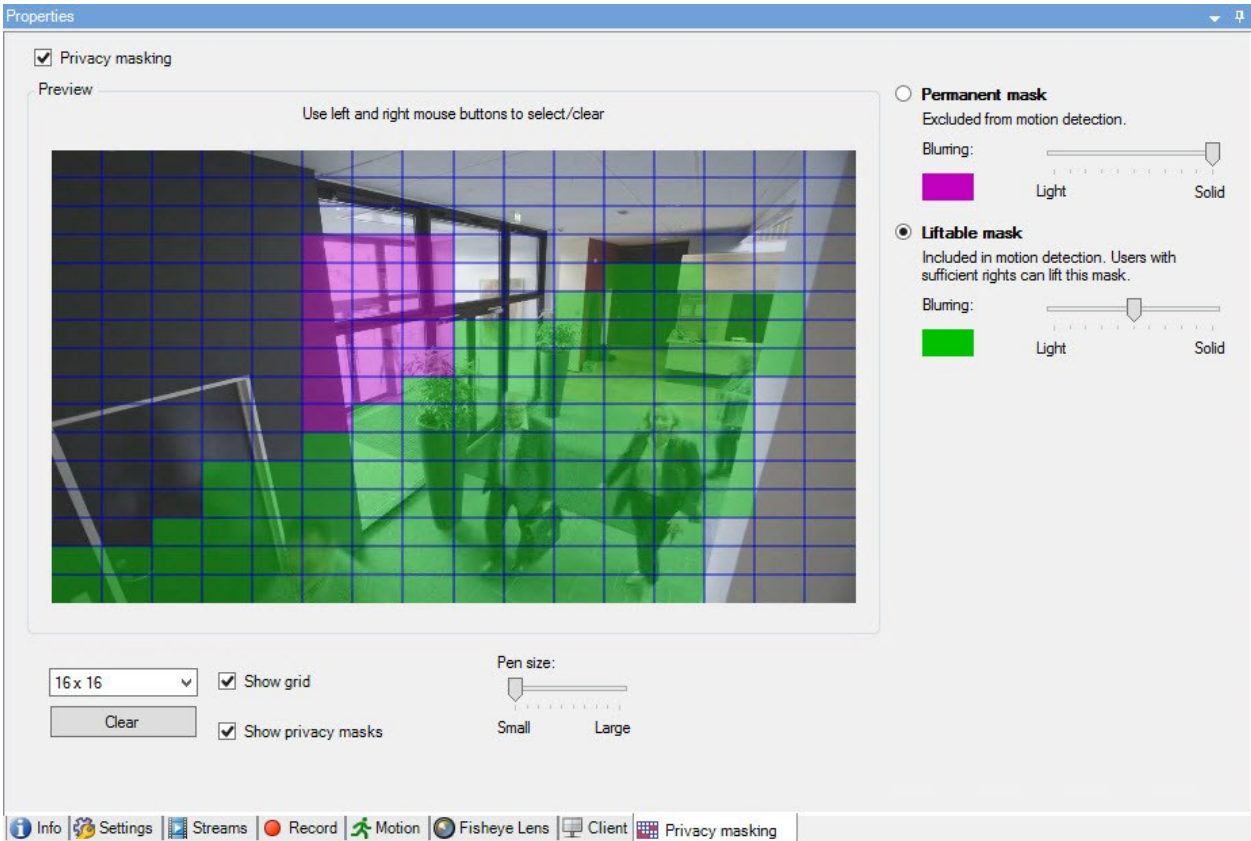 Properties
Privacy masking
Preview
Use left and right mouse buttons to select/clear
Permanent mask
Excluded from motion detection.
Blurring:
Light Solid
Liftable mask
Included in motion detection. Users with
sufficient rights can lift this mask.
Blurring:
Light Solid
16 x 16
Show grid
Clear
Show privacy masks
Pen size:
Small Large
Info Settings Streams Record Motion Fisheye Lens Client Privacy masking